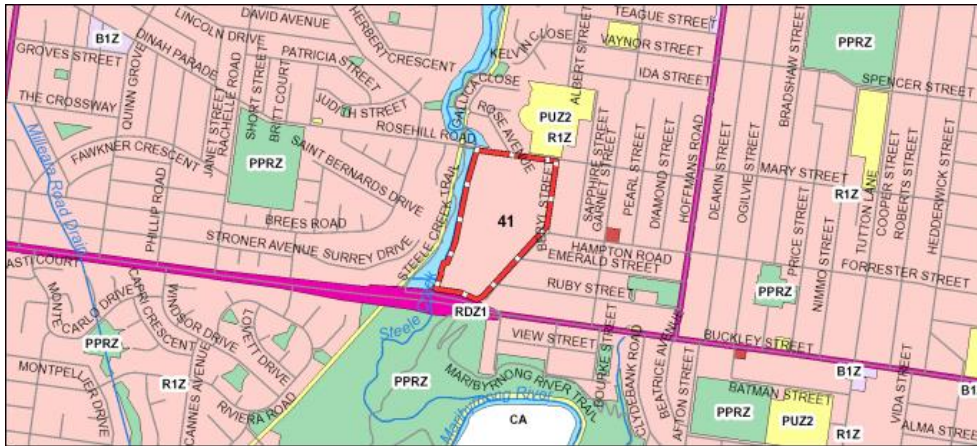 TEAGUE STREET
DAVID AVENUE
LINCOLN DRIVE
HERBERT CRESCENT
B1Z
DINAH PARADE
GROVES STREET
PATRICIA STREET
KELVIN CLOSE
VAYNOR STREET
ALBERT STREET
BRADSHAW STREET
PPRZ
SPENCER STREET
IDA STREET
THE CROSSWAY
QUINN GROVE
RACHELLE ROAD
JANET STREET
SHORT STREET
BRITT COURT
JUDITH STREET
GALLICA CLOSE
ROSE AVENUE
PUZ2
R1Z
ROSEHILL ROAD
Milleara Road Drain
FAWKNER CRESCENT
PPRZ
SAINT BERNARDS DRIVE
STEELE CREEK TRAIL
BERYL STREET
SAPPHIRE STREET
GARNET STREET
PEARL STREET
DIAMOND STREET
HOFFMANS ROAD
DEAKIN STREET
OGILVIE STREET
MARY STREET
R1Z
TUTTON LANE
COOPER STREET
ROBERTS STREET
HEDDERWICK STREET
PHILLIP ROAD
BREES ROAD
STRONER AVENUE
SURREY DRIVE
41
HAMPTON ROAD
EMERALD STREET
PRICE STREET
NIMMO STREET
FORRESTER STREET
ASTI COURT
MONTE
CARLO DRIVE
CAPRI CRESCENT
WINDSOR DRIVE
LOVETT DRIVE
Steele Creek
RDZ1
RUBY STREET
PPRZ
VIEW STREET
BUCKLEY STREET
PPRZ
MONTPELLIER DRIVE
R1Z
CANNES AVENUE
RIVIERA ROAD
PPRZ
MARIBYRNONG RIVER TRAIL
Maribyrnong River
CA
BOURKE STREET
CLYDEBANK ROAD
BEATRICE AVENUE
AFTON STREET
PPRZ
BATMAN STREET
PUZ2
B1Z
R1Z
VIDA STREET
ALMA STREET
B1